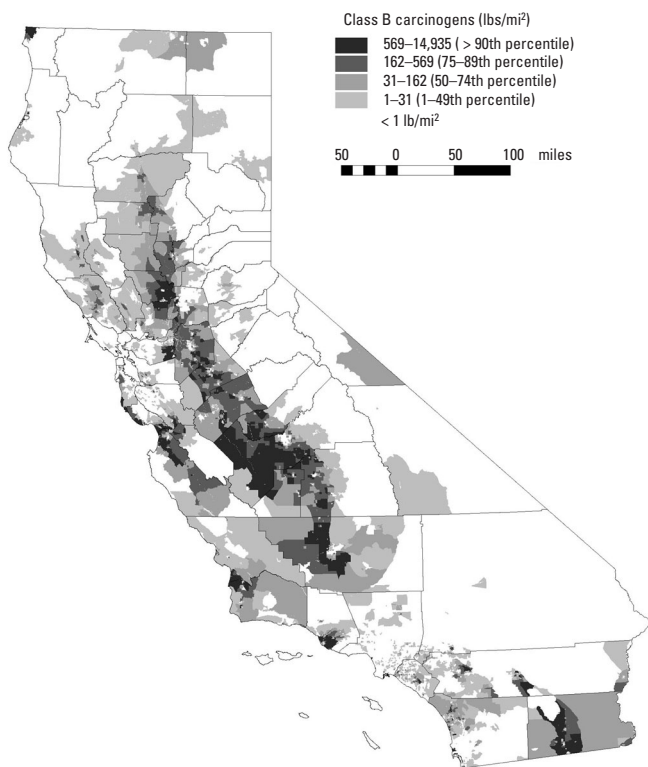 Class B carcinogens (lbs/mi²)
569–14,935 ( > 90th percentile)
162–569 (75–89th percentile)
31–162 (50–74th percentile)
1–31 (1–49th percentile)
< 1 lb/mi²
50 0 50 100 miles